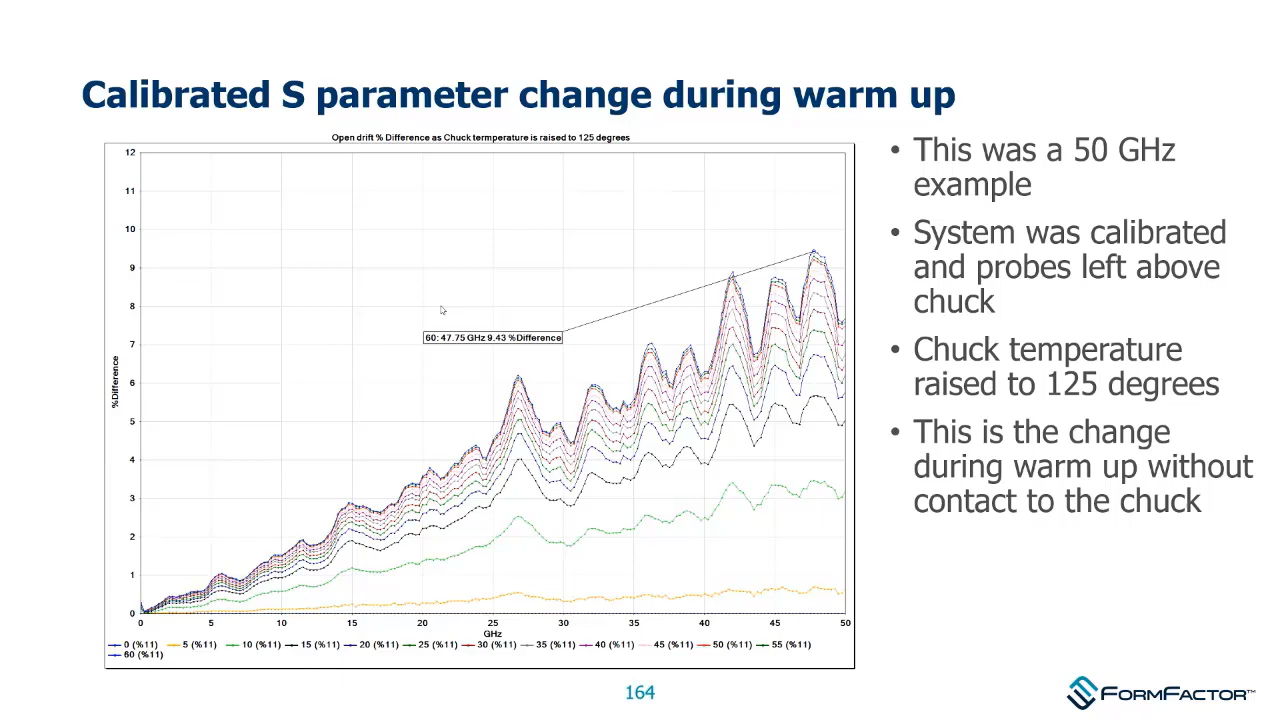 Calibrated S parameter change during warm up
Open drift % Difference as Chuck termperature is raised to 125 degrees
12
11
10
9
8
7
6
5
4
3
2
1
0
%Difference
60: 47.75 GHz 9.43 %Difference
0 5 10 15 20 25 30 35 40 45 50
GHz
0 (%11) 5 (%11) 10 (%11) 15 (%11) 20 (%11) 25 (%11) 30 (%11) 35 (%11) 40 (%11) 45 (%11) 50 (%11) 55 (%11)
60 (%11)
• This was a 50 GHz
example
• System was calibrated
and probes left above
chuck
• Chuck temperature
raised to 125 degrees
• This is the change
during warm up without
contact to the chuck
164
FORMFACTOR™